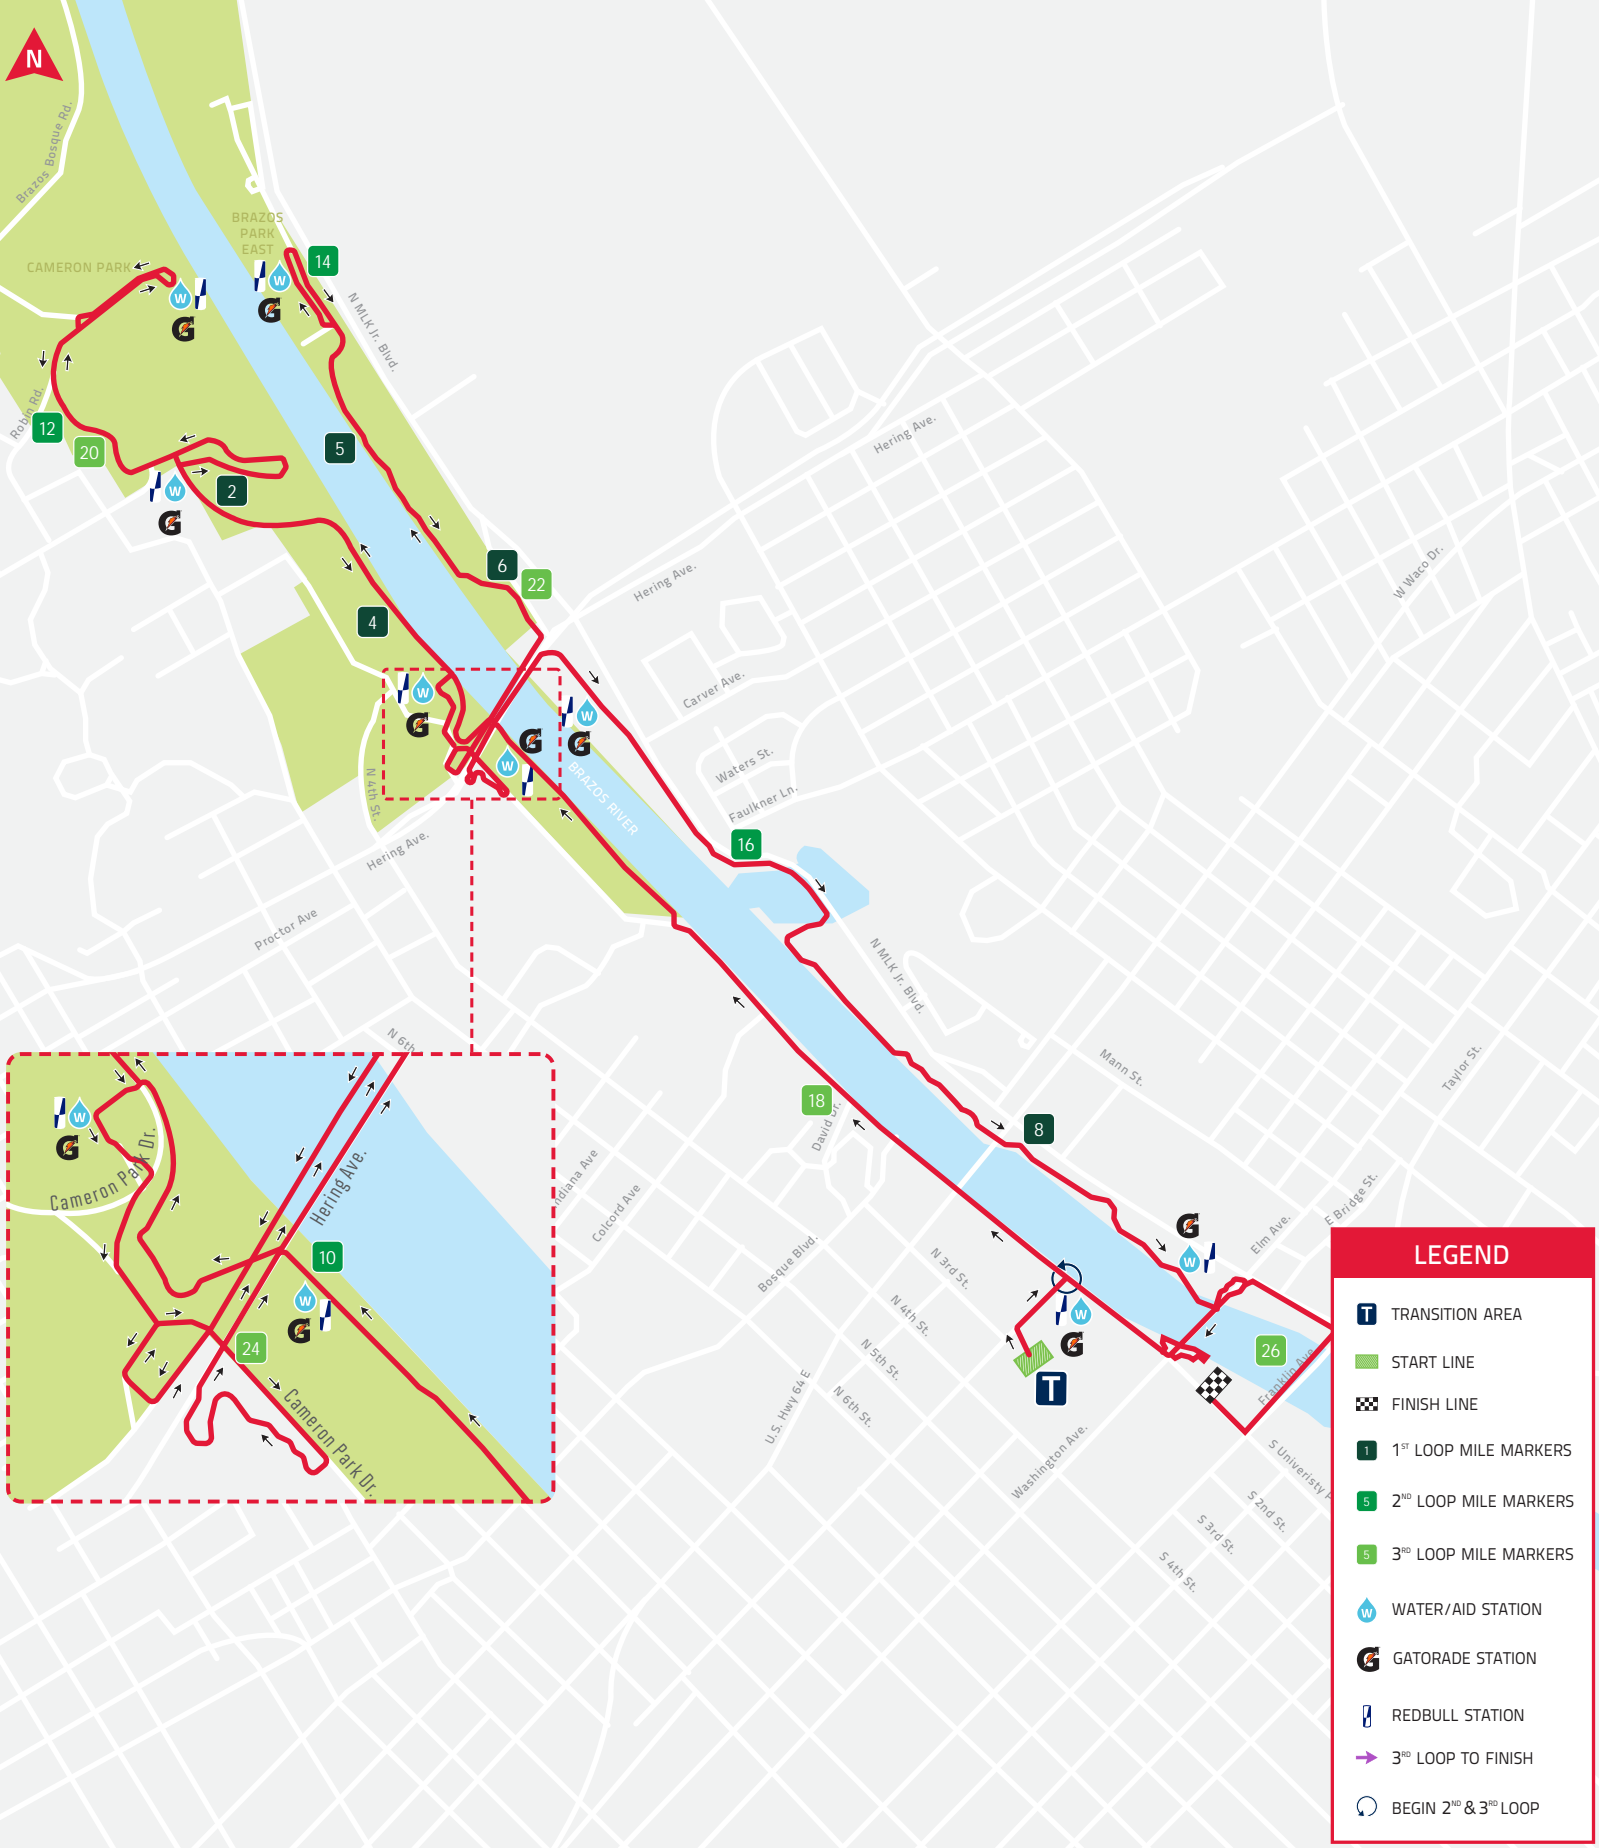 N
Brazos Bosque Rd.
BRAZOS
PARK
EAST
CAMERON PARK
14
W
G
W
G
N MLK Jr. Blvd.
Robin Rd.
12
20
5
2
W
G
Hering Ave.
6
22
Hering Ave.
W Waco Dr.
4
W
G
G
W
W
G
Carver Ave.
Waters St.
Faulkner Ln.
BRAZOS RIVER
N 4th St.
Hering Ave.
16
Proctor Ave
N MLK Jr. Blvd.
N 6th
Mann St.
Taylor St.
18
David Dr.
8
Indiana Ave
Colcord Ave
Bosque Blvd.
N 3rd St.
N 4th St.
N 5th St.
N 6th St.
U.S. Hwy 64 E
Washington Ave.
G
W
Elm Ave.
E Bridge St.
W
G
T
26
Franklin Ave
S 2nd St.
S 3rd St.
S 4th St.
W
G
Cameron Park Dr.
Hering Ave.
10
W
G
24
Cameron Park Dr.
LEGEND
T TRANSITION AREA
START LINE
FINISH LINE
1 1ST LOOP MILE MARKERS
5 2ND LOOP MILE MARKERS
5 3RD LOOP MILE MARKERS
W WATER/AID STATION
G GATORADE STATION
REDBULL STATION
3RD LOOP TO FINISH
BEGIN 2ND & 3RD LOOP